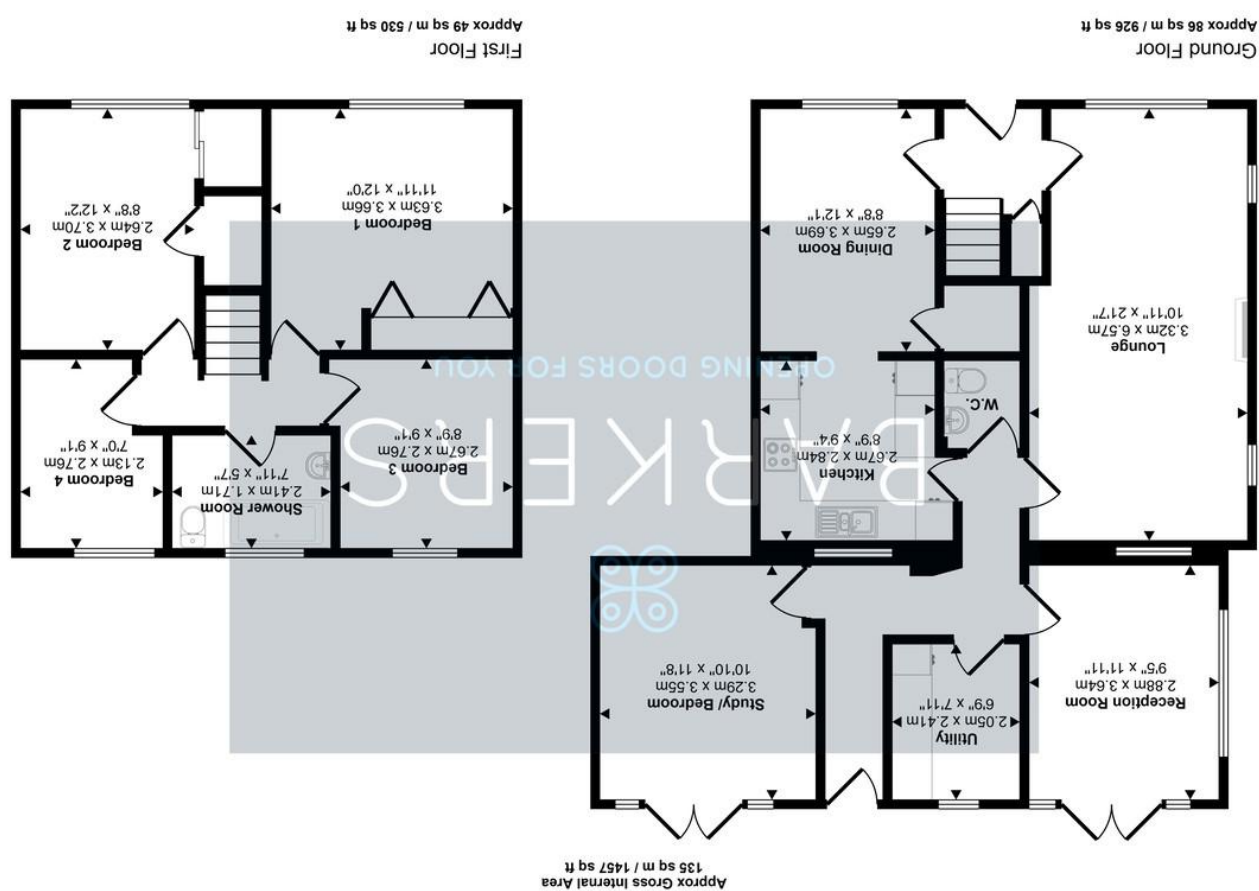 Approx Gross Internal Area
135 sq m / 1457 sq ft
Reception Room
2.88m x 3.64m
9'5" x 11'11"
Utility
2.05m x 2.41m
6'9" x 7'11"
Study/ Bedroom
3.29m x 3.55m
10'10" x 11'8"
Lounge
3.32m x 6.57m
10'11" x 21'7"
W.C.
Kitchen
2.67m x 2.84m
8'9" x 9'4"
Dining Room
2.65m x 3.69m
8'8" x 12'1"
Ground Floor
Approx 86 sq m / 926 sq ft
Bedroom 3
2.67m x 2.76m
8'9" x 9'1"
Shower Room
2.41m x 1.71m
7'11" x 5'7"
Bedroom 4
2.13m x 2.76m
7'0" x 9'1"
Bedroom 1
3.63m x 3.66m
11'11" x 12'0"
Bedroom 2
2.64m x 3.70m
8'8" x 12'2"
First Floor
Approx 49 sq m / 530 sq ft
BARKERS
OPENING DOORS FOR YOU